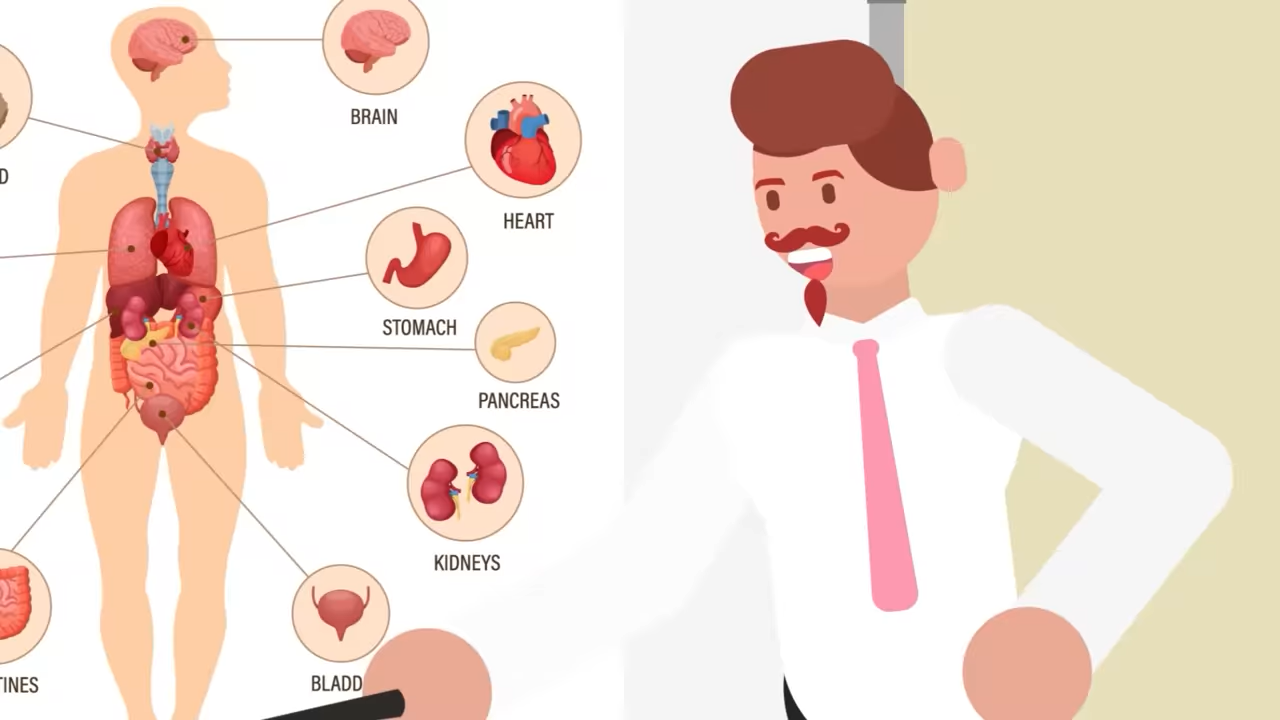 BRAIN
HEART
D
STOMACH
PANCREAS
KIDNEYS
TINES
BLADD